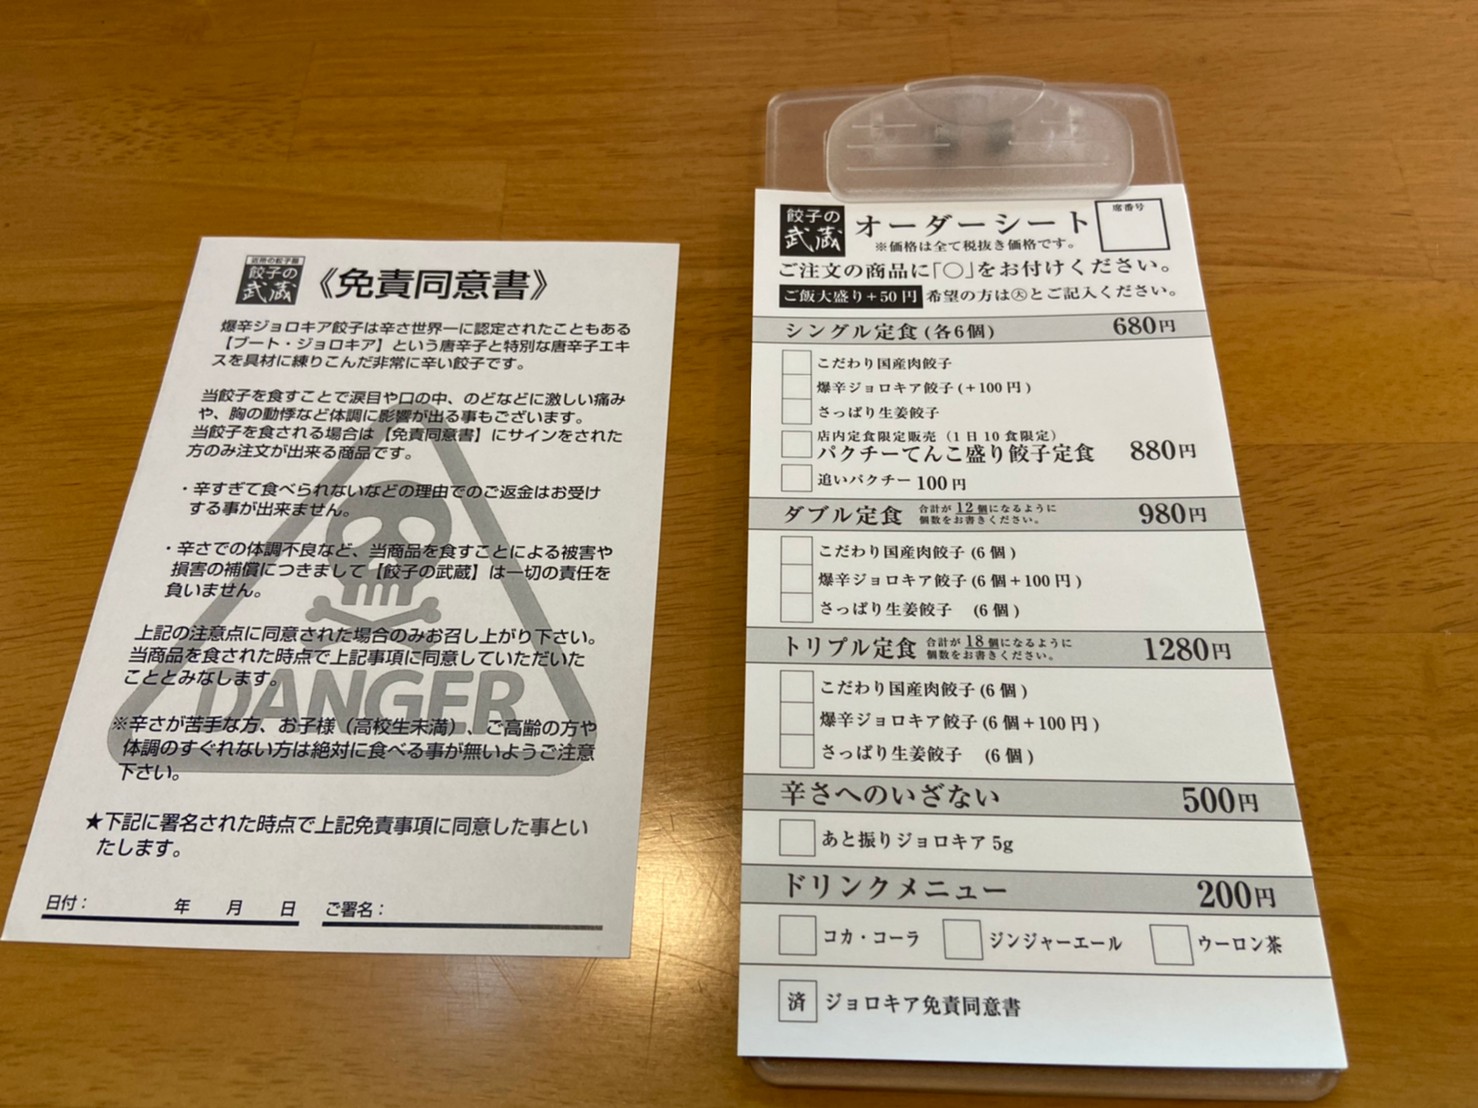 近所の餃子屋
餃子の
武蔵
《免責同意書》
爆辛ジョロキア餃子は辛さ世界一に認定されたこともある
【ブート・ジョロキア】という唐辛子と特別な唐辛子エキ
スを具材に練りこんだ非常に辛い餃子です。
当餃子を食すことで涙目や口の中、のどなどに激しい痛み
や、胸の動悸など体調に影響が出る事もございます。
当餃子を食される場合は【免責同意書】にサインをされた
方のみ注文が出来る商品です。
・辛すぎて食べられないなどの理由でのご返金はお受け
する事が出来ません。
・辛さでの体調不良など、当商品を食すことによる被害や
損害の補償につきまして【餃子の武蔵】は一切の責任を
負いません。
上記の注意点に同意された場合のみお召し上がり下さい。
当商品を食された時点で上記事項に同意していただいた
こととみなします。
DANGER
※辛さが苦手な方、お子様（高校生未満）、ご高齢の方や
体調のすぐれない方は絶対に食べる事が無いようご注意
下さい。
★下記に署名された時点で上記免責事項に同意した事とい
たします。
日付： 年 月 日 ご署名：
餃子の
武蔵
オーダーシート
席番号
※価格は全て税抜き価格です。
ご注文の商品に「○」をお付けください。
ご飯大盛り+50円 希望の方は㊛とご記入ください。
シングル定食(各6個) 680円
こだわり国産肉餃子
爆辛ジョロキア餃子(+100円)
さっぱり生姜餃子
店内定食限定販売（1日10食限定）
パクチーてんこ盛り餃子定食 880円
追いパクチー 100円
ダブル定食 合計が12個になるように
個数をお書きください。 980円
こだわり国産肉餃子(6個)
爆辛ジョロキア餃子(6個+100円)
さっぱり生姜餃子 (6個)
トリプル定食 合計が18個になるように
個数をお書きください。 1280円
こだわり国産肉餃子(6個)
爆辛ジョロキア餃子(6個+100円)
さっぱり生姜餃子 (6個)
辛さへのいざない 500円
あと振りジョロキア5g
ドリンクメニュー 200円
コカ・コーラ ジンジャーエール ウーロン茶
済 ジョロキア免責同意書